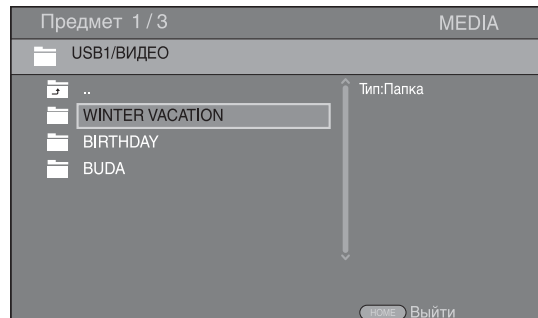 Предмет 1/3 MEDIA
USB1/ВИДЕО
..
WINTER VACATION
BIRTHDAY
BUDA
Тип:Папка
HOME Выйти